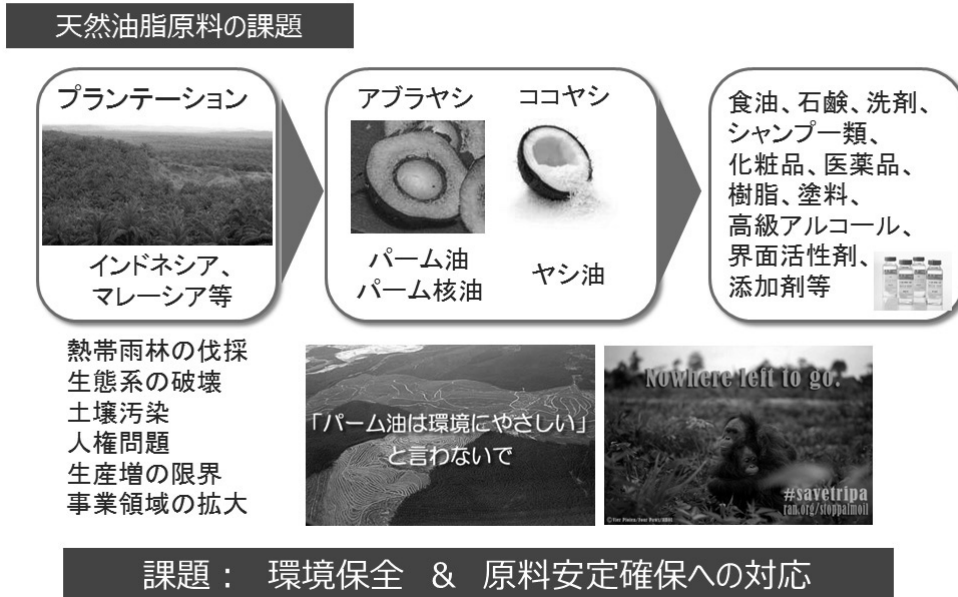 天然油脂原料の課題
プランテーション
インドネシア、
マレーシア等
アブラヤシ
ココヤシ
パーム油
パーム核油
ヤシ油
食油、石鹸、洗剤、
シャンプー類、
化粧品、医薬品、
樹脂、塗料、
高級アルコール、
界面活性剤、
添加剤等
熱帯雨林の伐採
生態系の破壊
土壌汚染
人権問題
生産増の限界
事業領域の拡大
「パーム油は環境にやさしい」
と言わないで
Nowhere left to go.
#savetripa
ran.org/stoppalmoil
課題： 環境保全 & 原料安定確保への対応